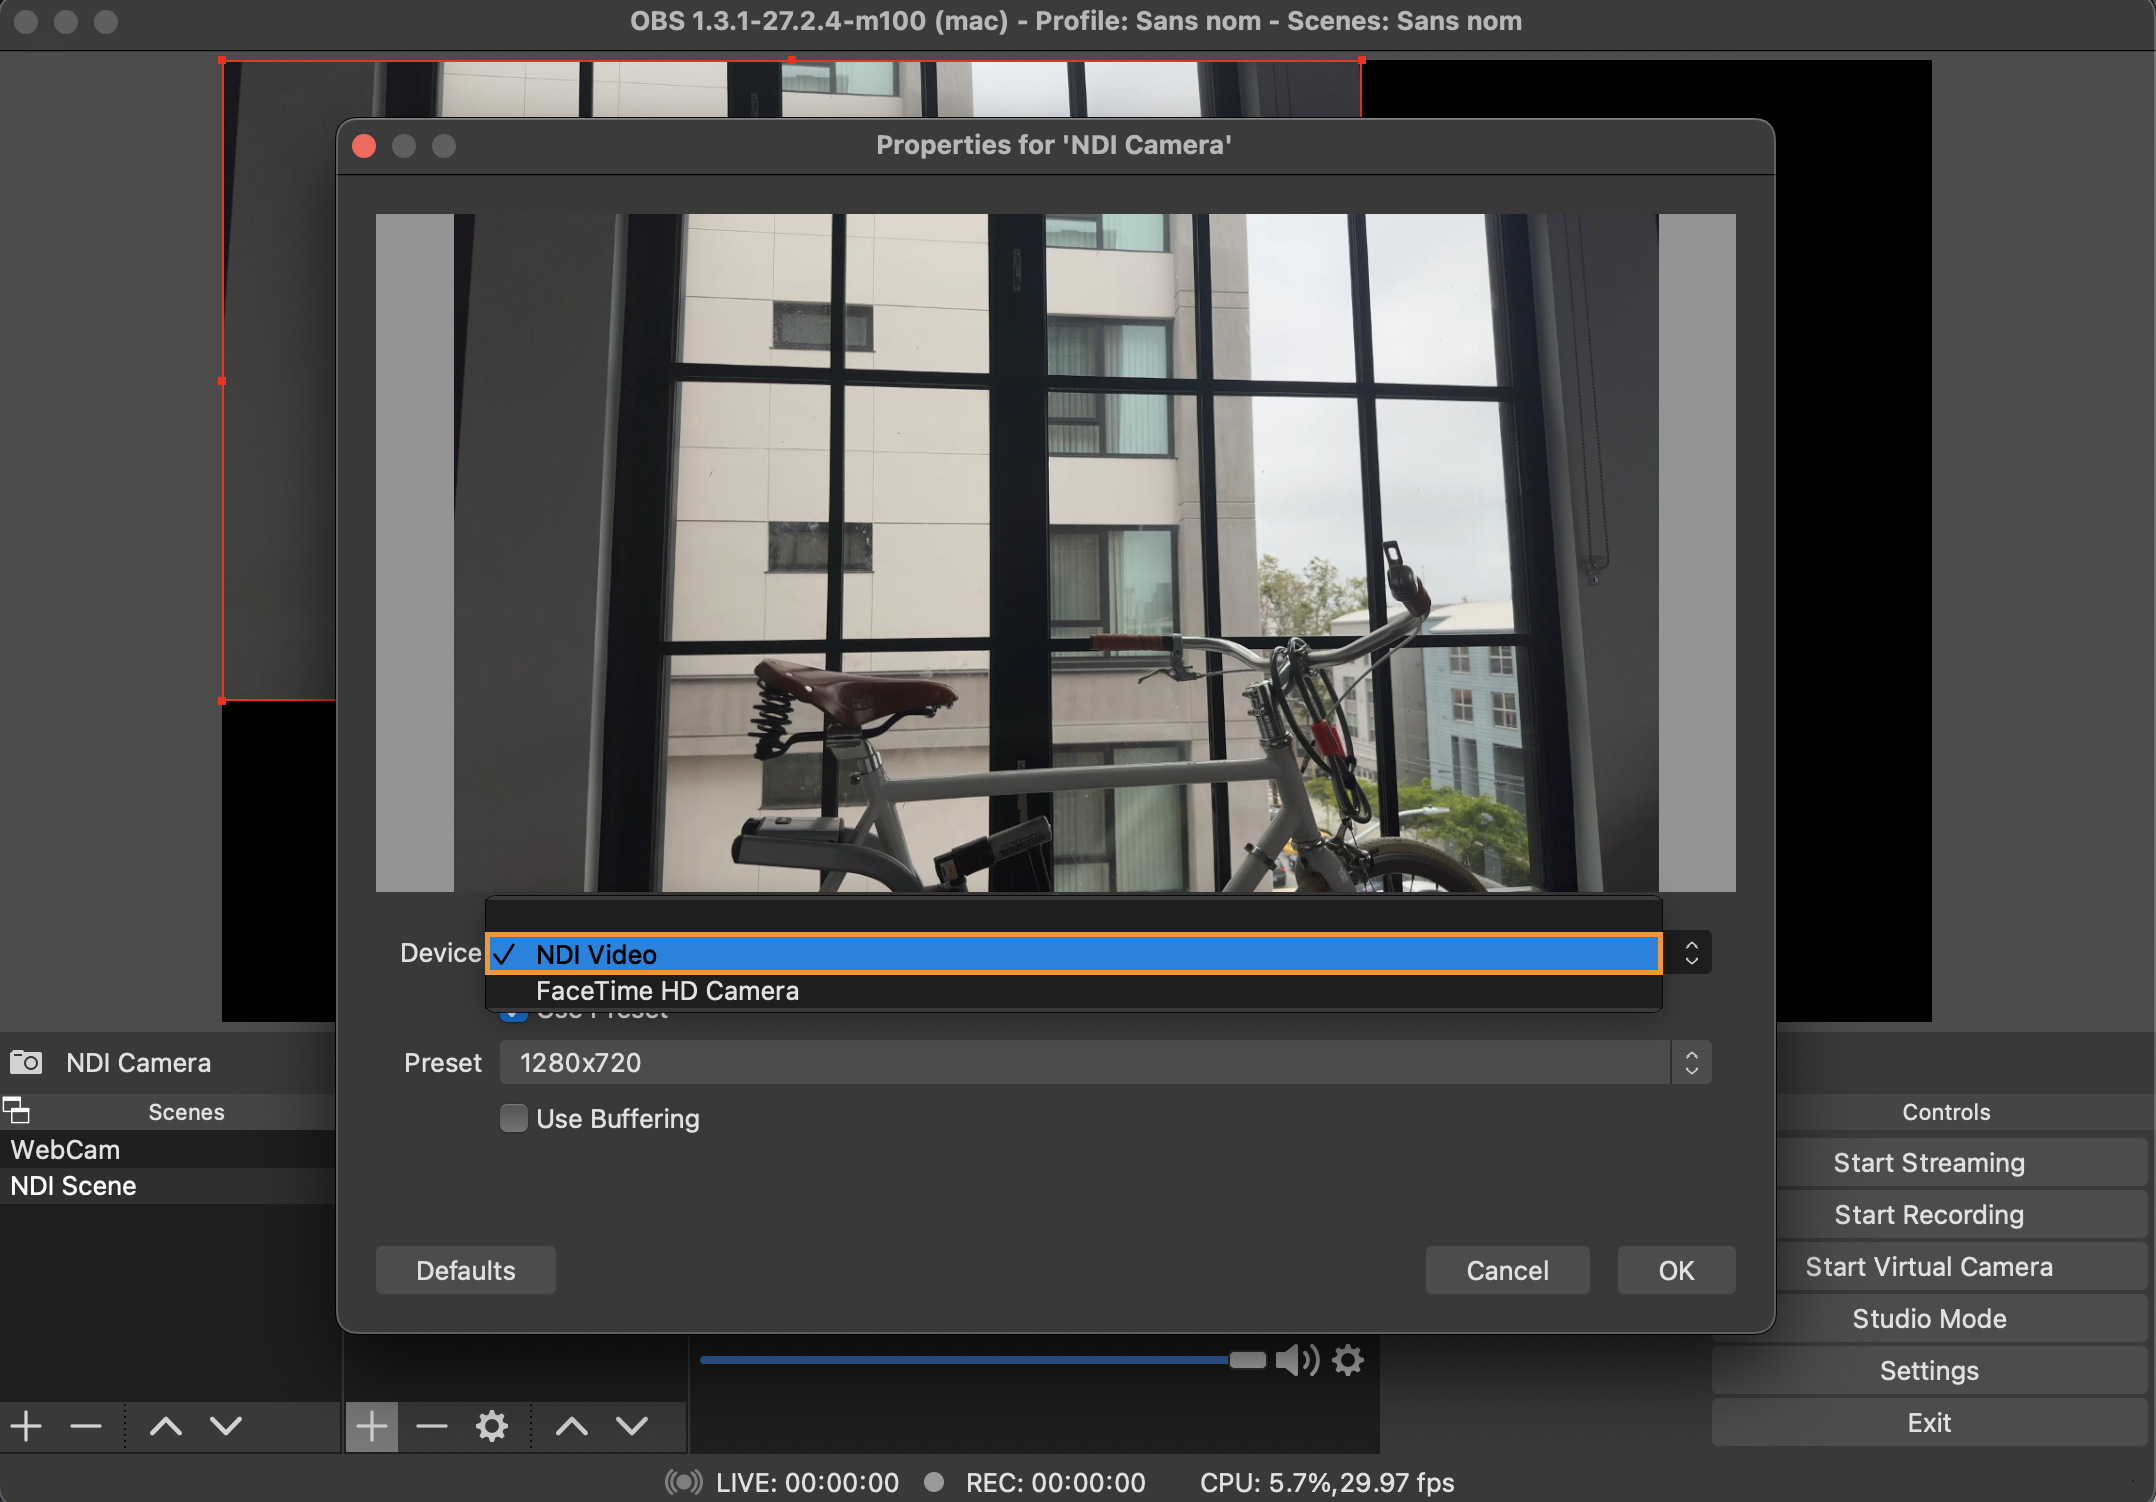 OBS 1.3.1-27.2.4-m100 (mac) - Profile: Sans nom - Scenes: Sans nom
Properties for 'NDI Camera'
Device
NDI Video
FaceTime HD Camera
Use Preset
Preset
1280x720
Use Buffering
Defaults
Cancel
OK
NDI Camera
Scenes
WebCam
NDI Scene
Controls
Start Streaming
Start Recording
Start Virtual Camera
Studio Mode
Settings
Exit
LIVE: 00:00:00
REC: 00:00:00
CPU: 5.7%,29.97 fps